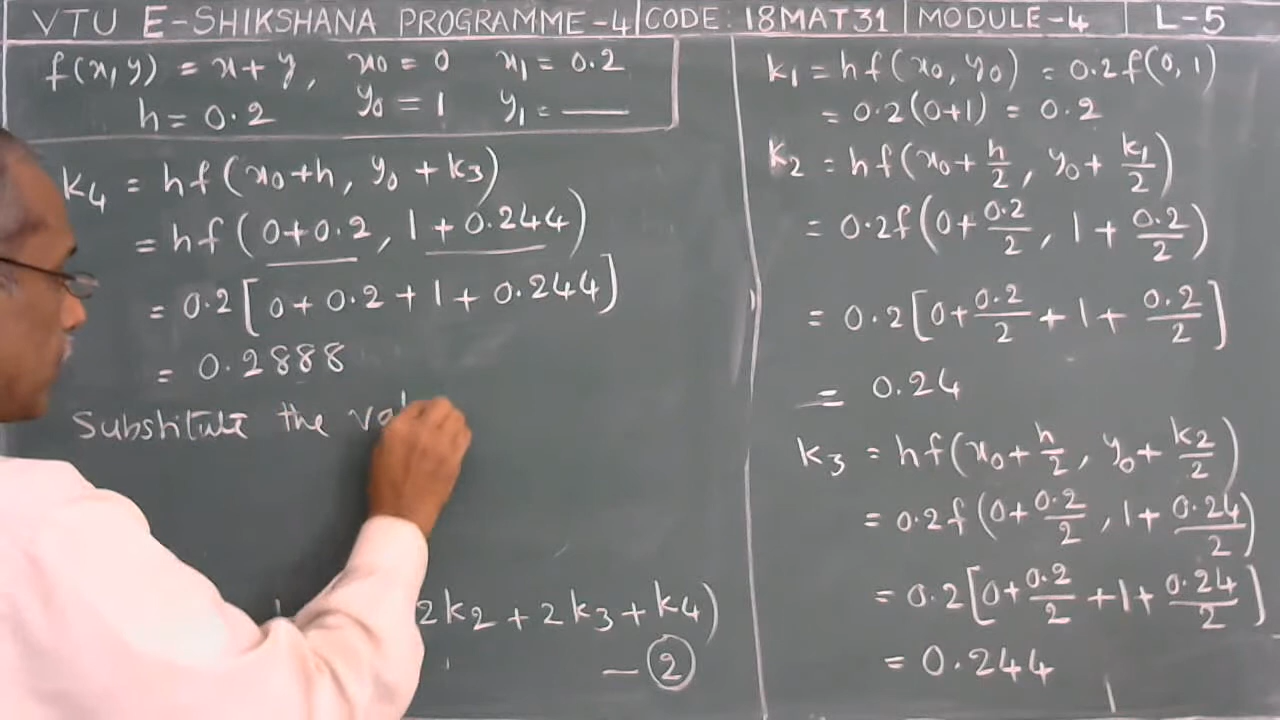 VTU E-SHIKSHANA PROGRAMME-4 CODE: 18MAT31 MODULE-4 L-5
f(x,y) = x+y, x0 = 0 x1 = 0.2
h = 0.2 y0 = 1 y1 = ___
k4 = hf(x0+h, y0+k3)
= hf(0+0.2, 1+0.244)
= 0.2[0+0.2+1+0.244]
= 0.2888
Substitute the
2k2 + 2k3 + k4)
— 2
k1 = hf(x0, y0) = 0.2f(0, 1)
= 0.2(0+1) = 0.2
k2 = hf(x0+h/2, y0+k1/2)
= 0.2f(0+0.2/2, 1+0.2/2)
= 0.2[0+0.2/2+1+0.2/2]
= 0.24
k3 = hf(x0+h/2, y0+k2/2)
= 0.2f(0+0.2/2, 1+0.24/2)
= 0.2[0+0.2/2+1+0.24/2]
= 0.244